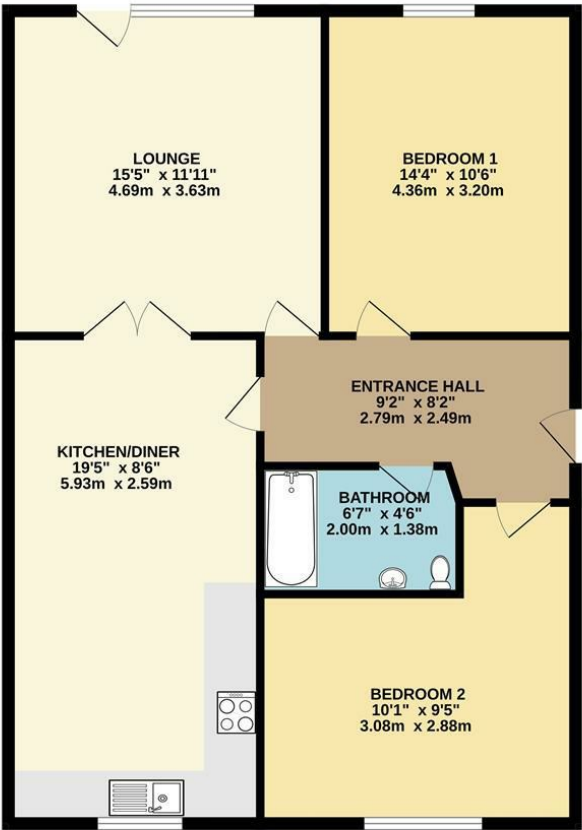 LOUNGE
15'5" x 11'11"
4.69m x 3.63m
BEDROOM 1
14'4" x 10'6"
4.36m x 3.20m
ENTRANCE HALL
9'2" x 8'2"
2.79m x 2.49m
KITCHEN/DINER
19'5" x 8'6"
5.93m x 2.59m
BATHROOM
6'7" x 4'6"
2.00m x 1.38m
BEDROOM 2
10'1" x 9'5"
3.08m x 2.88m